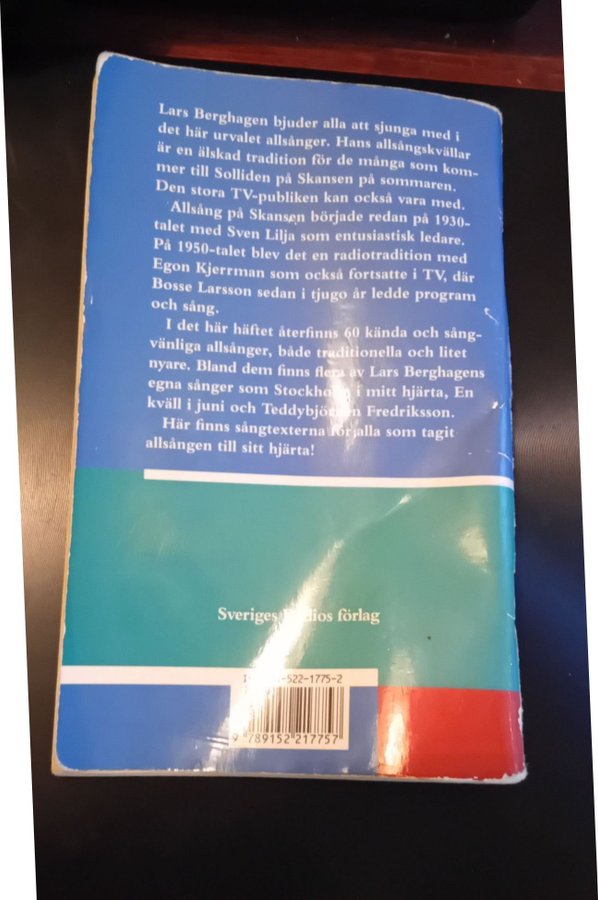 Lars Berghagen bjuder alla att sjunga med i
det här urvalet allsånger. Hans allsångskvällar
är en älskad tradition för de många som kom-
mer till Solliden på Skansen på sommaren.
Den stora TV-publiken kan också vara med.
Allsång på Skansen började redan på 1930-
talet med Sven Lilja som entusiastisk ledare.
På 1950-talet blev det en radiotradition med
Egon Kjerrman som också fortsatte i TV, där
Bosse Larsson sedan i tjugo år ledde program
och sång.
I det här häftet återfinns 60 kända och sång-
vänliga allsånger, både traditionella och litet
nyare. Bland dem finns flera av Lars Berghagens
egna sånger som Stockholm i mitt hjärta, En
kväll i juni och Teddybjörnen Fredriksson.
Här finns sångtexterna för alla som tagit
allsången till sitt hjärta!
Sveriges Radios förlag
-522-1775-2
9 789152 217757